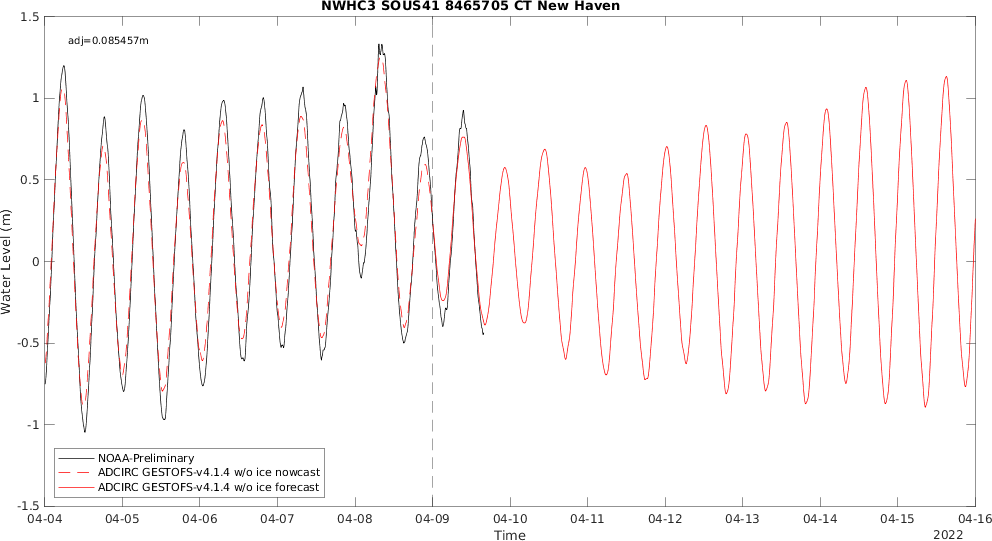 NWHC3 SOUS41 8465705 CT New Haven
adj=0.085457m
1.5
1
0.5
0
-0.5
-1
-1.5
Water Level (m)
NOAA-Preliminary
ADCIRC GESTOFS-v4.1.4 w/o ice nowcast
ADCIRC GESTOFS-v4.1.4 w/o ice forecast
04-04 04-05 04-06 04-07 04-08 04-09 04-10 04-11 04-12 04-13 04-14 04-15 04-16
Time
2022